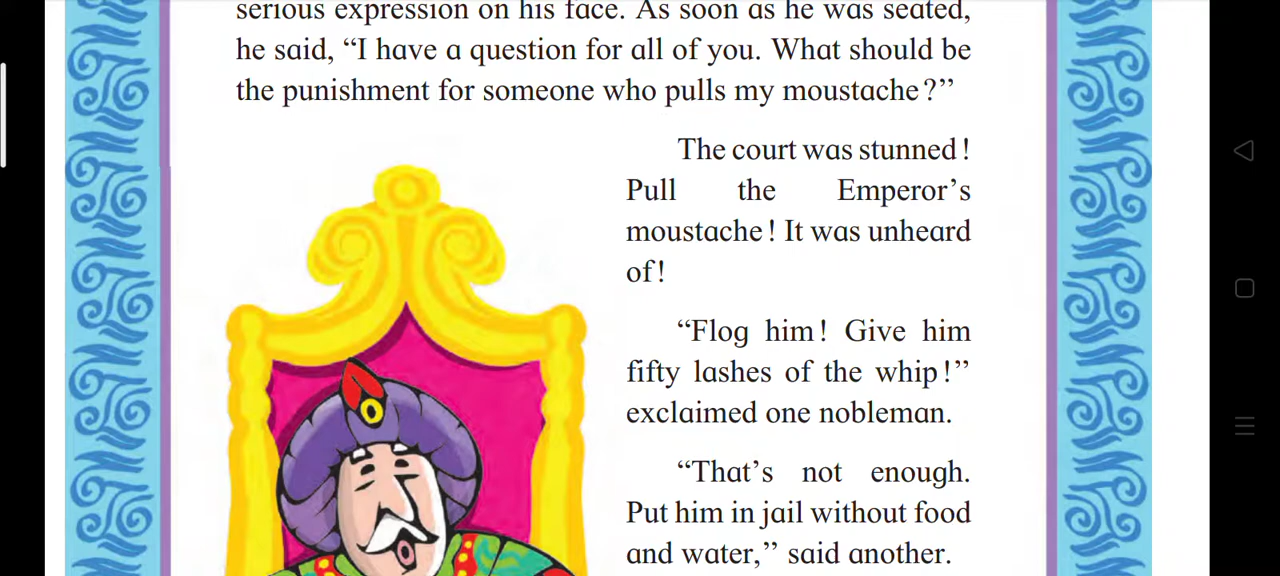 serious expression on his face. As soon as he was seated,
he said, “I have a question for all of you. What should be
the punishment for someone who pulls my moustache?”
The court was stunned!
Pull the Emperor’s
moustache! It was unheard
of!
“Flog him! Give him
fifty lashes of the whip!”
exclaimed one nobleman.
“That’s not enough.
Put him in jail without food
and water,” said another.